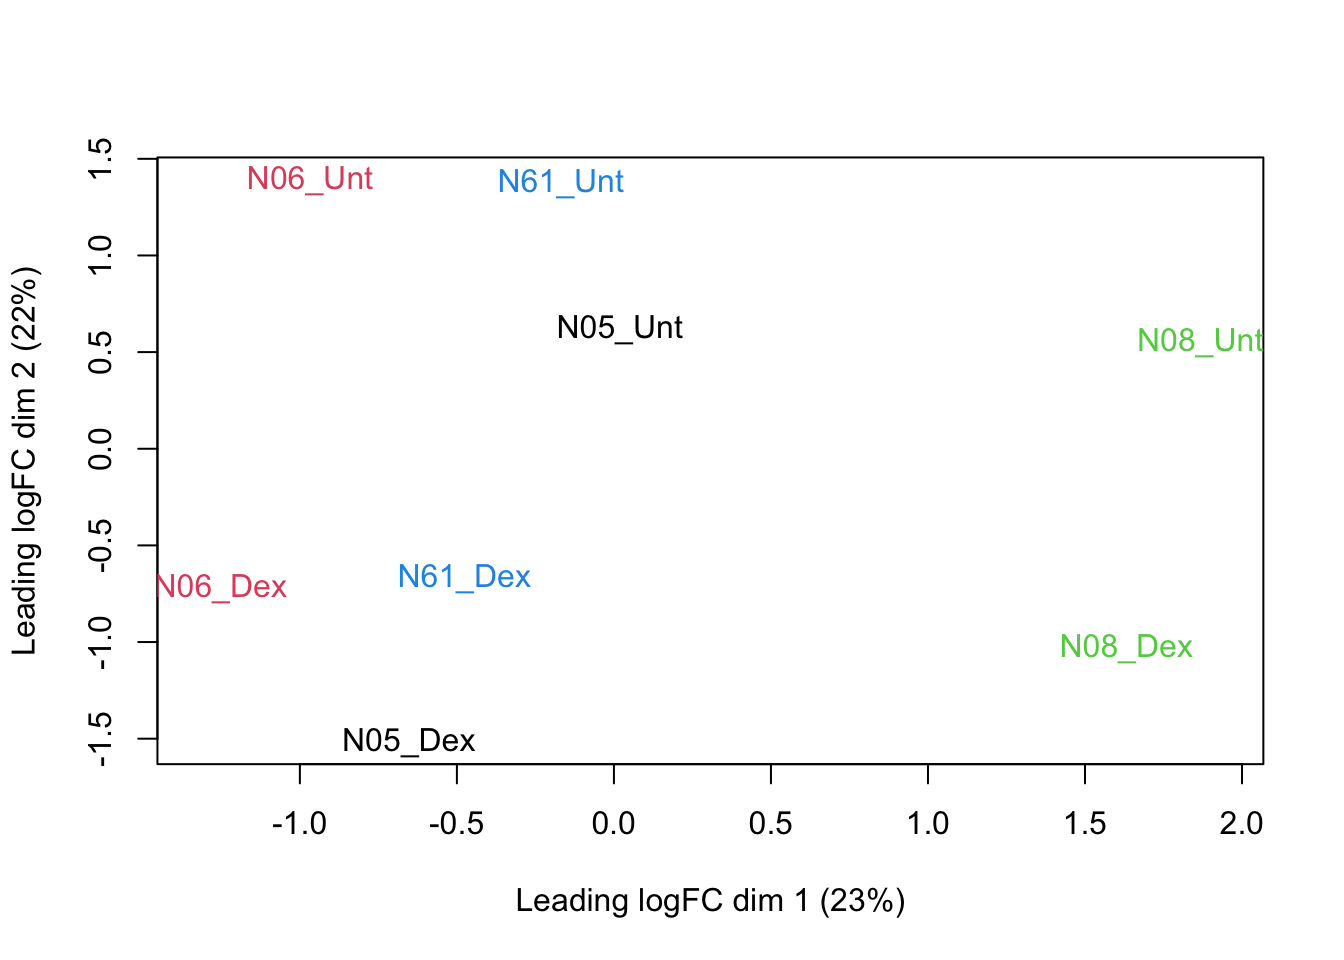 1.5
N06_Unt
N61_Unt
1.0
N05_Unt
0.5
N08_Unt
0.0
-0.5
N06_Dex
N61_Dex
-1.0
N08_Dex
-1.5
N05_Dex
Leading logFC dim 2 (22%)
-1.0 -0.5 0.0 0.5 1.0 1.5 2.0
Leading logFC dim 1 (23%)